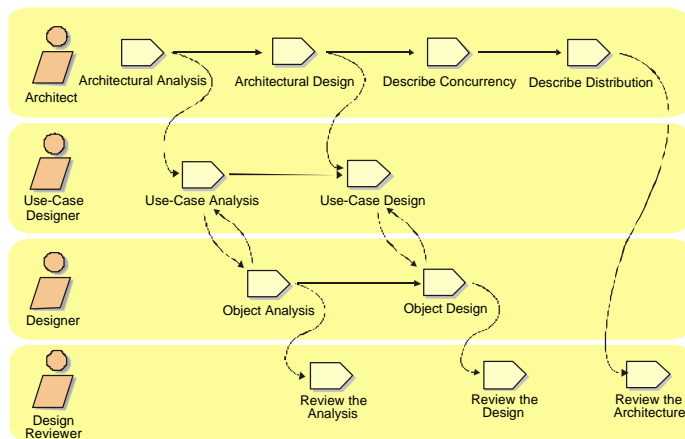 Architect
Architectural Analysis
Architectural Design
Describe Concurrency
Describe Distribution
Use-Case
Designer
Use-Case Analysis
Use-Case Design
Designer
Object Analysis
Object Design
Design
Reviewer
Review the
Analysis
Review the
Design
Review the
Architecture